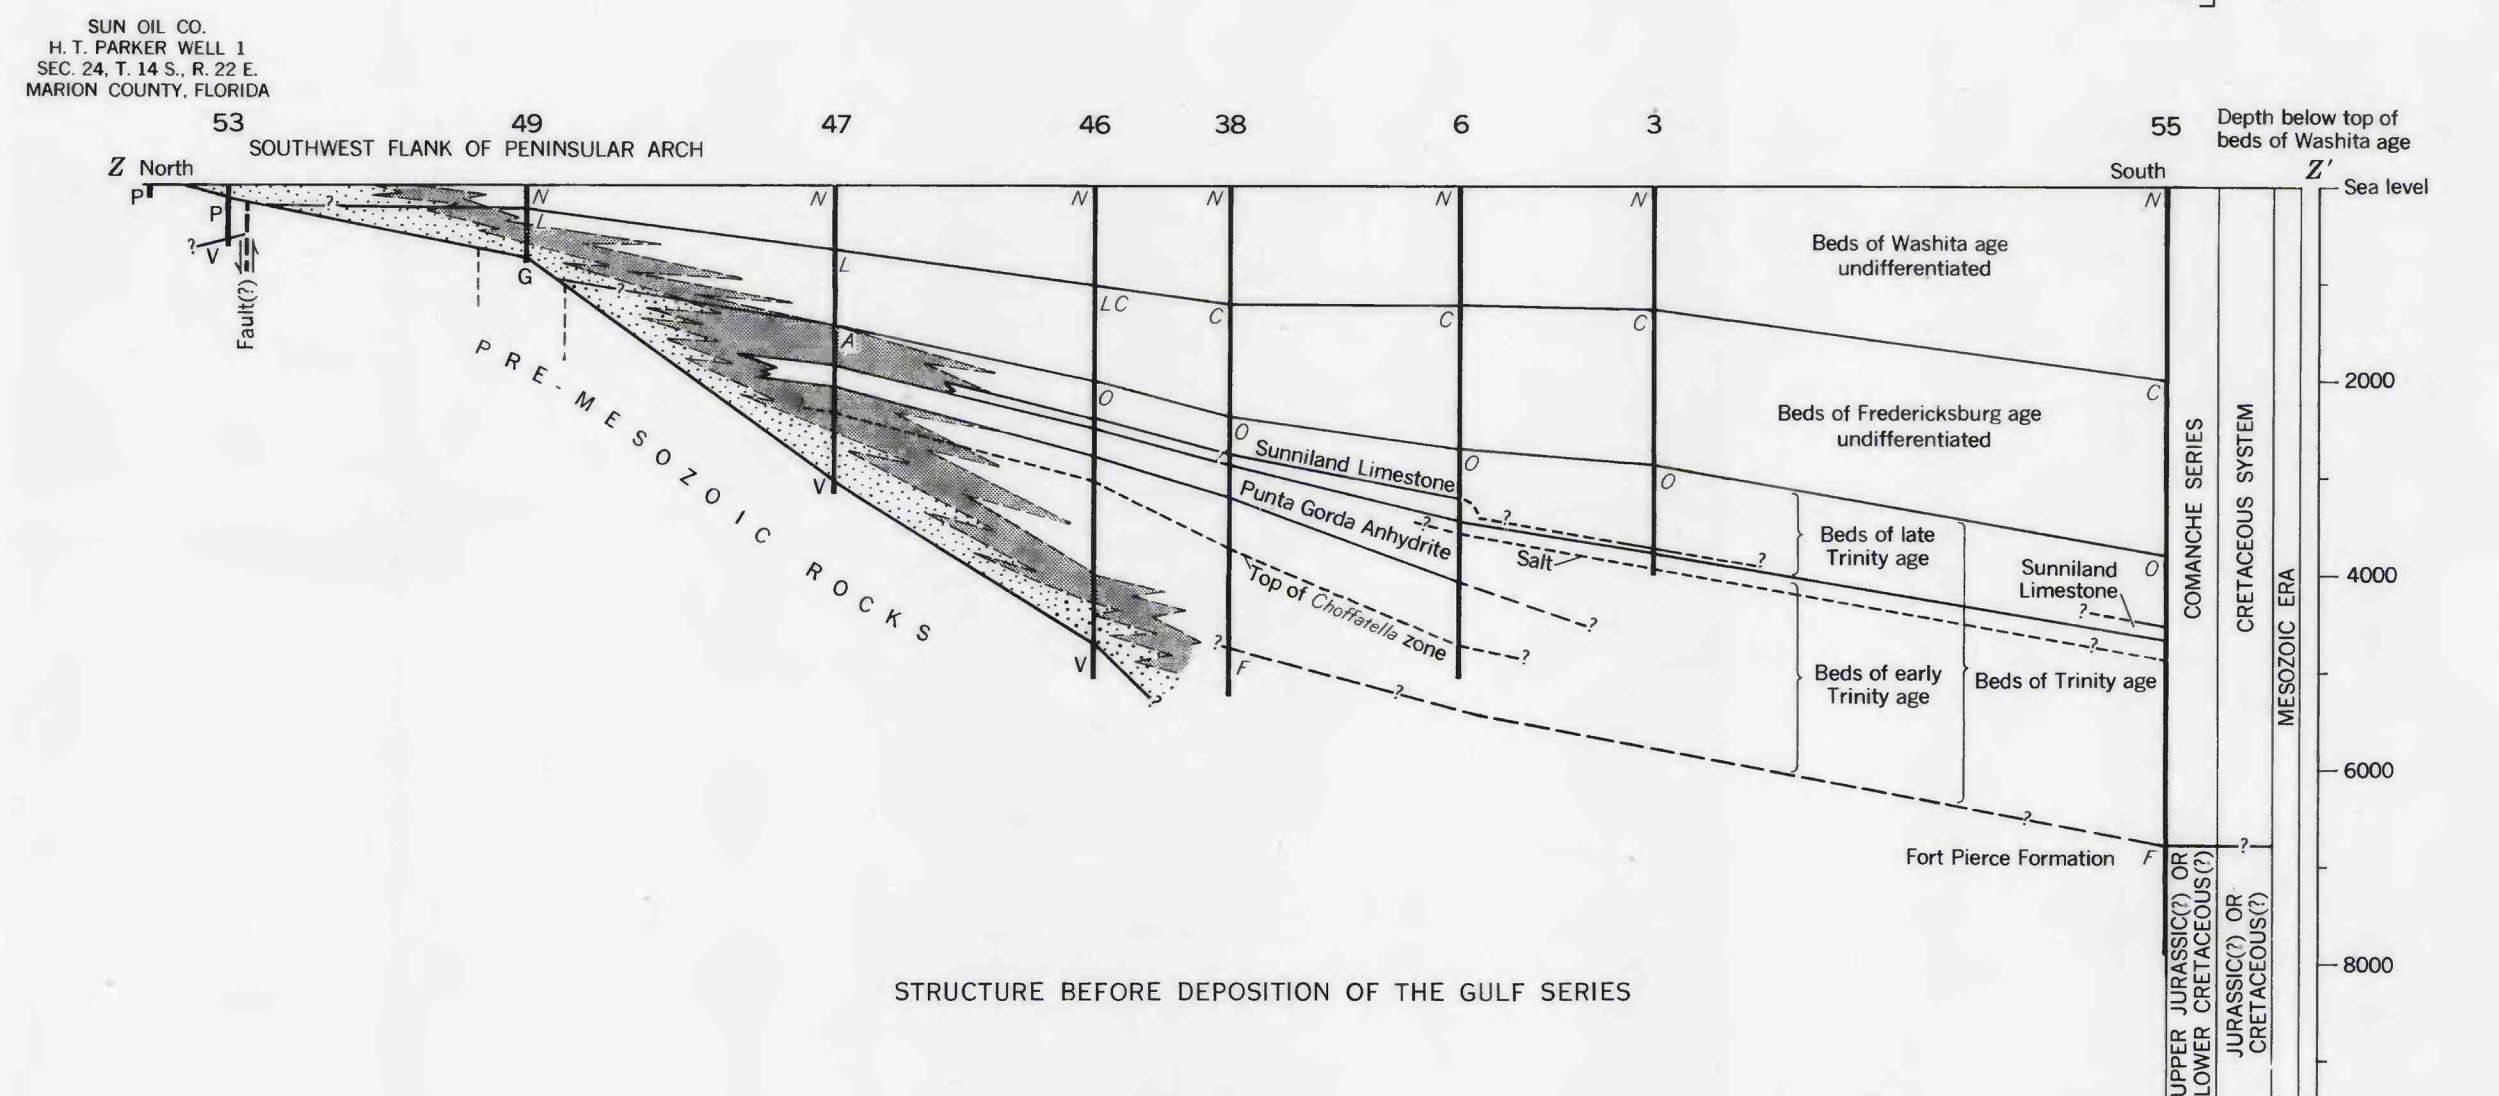 SUN OIL CO.
H. T. PARKER WELL 1
SEC. 24, T. 14 S., R. 22 E.
MARION COUNTY, FLORIDA
53
49
47
46
38
6
3
55
Depth below top of
beds of Washita age
SOUTHWEST FLANK OF PENINSULAR ARCH
Z North
South
Z'
P
P
N
N
N
N
N
N
N
Sea level
?
?
V
L
G
Fault(?)
?
L
LC
C
C
C
C
Beds of Washita age
undifferentiated
2000
A
O
O
O
O
O
Beds of Fredericksburg age
undifferentiated
Sunniland Limestone
?
Punta Gorda Anhydrite
?
?
Salt
?
?
Top of Choffatella zone
?
V
V
?
?
F
?
?
PRE-MESOZOIC ROCKS
Beds of late
Trinity age
Sunniland
Limestone
?
?
4000
Beds of early
Trinity age
Beds of Trinity age
6000
Fort Pierce Formation
F
?
8000
COMANCHE SERIES
CRETACEOUS SYSTEM
MESOZOIC ERA
UPPER JURASSIC(?) OR
LOWER CRETACEOUS(?)
JURASSIC(?) OR
CRETACEOUS(?)
STRUCTURE BEFORE DEPOSITION OF THE GULF SERIES